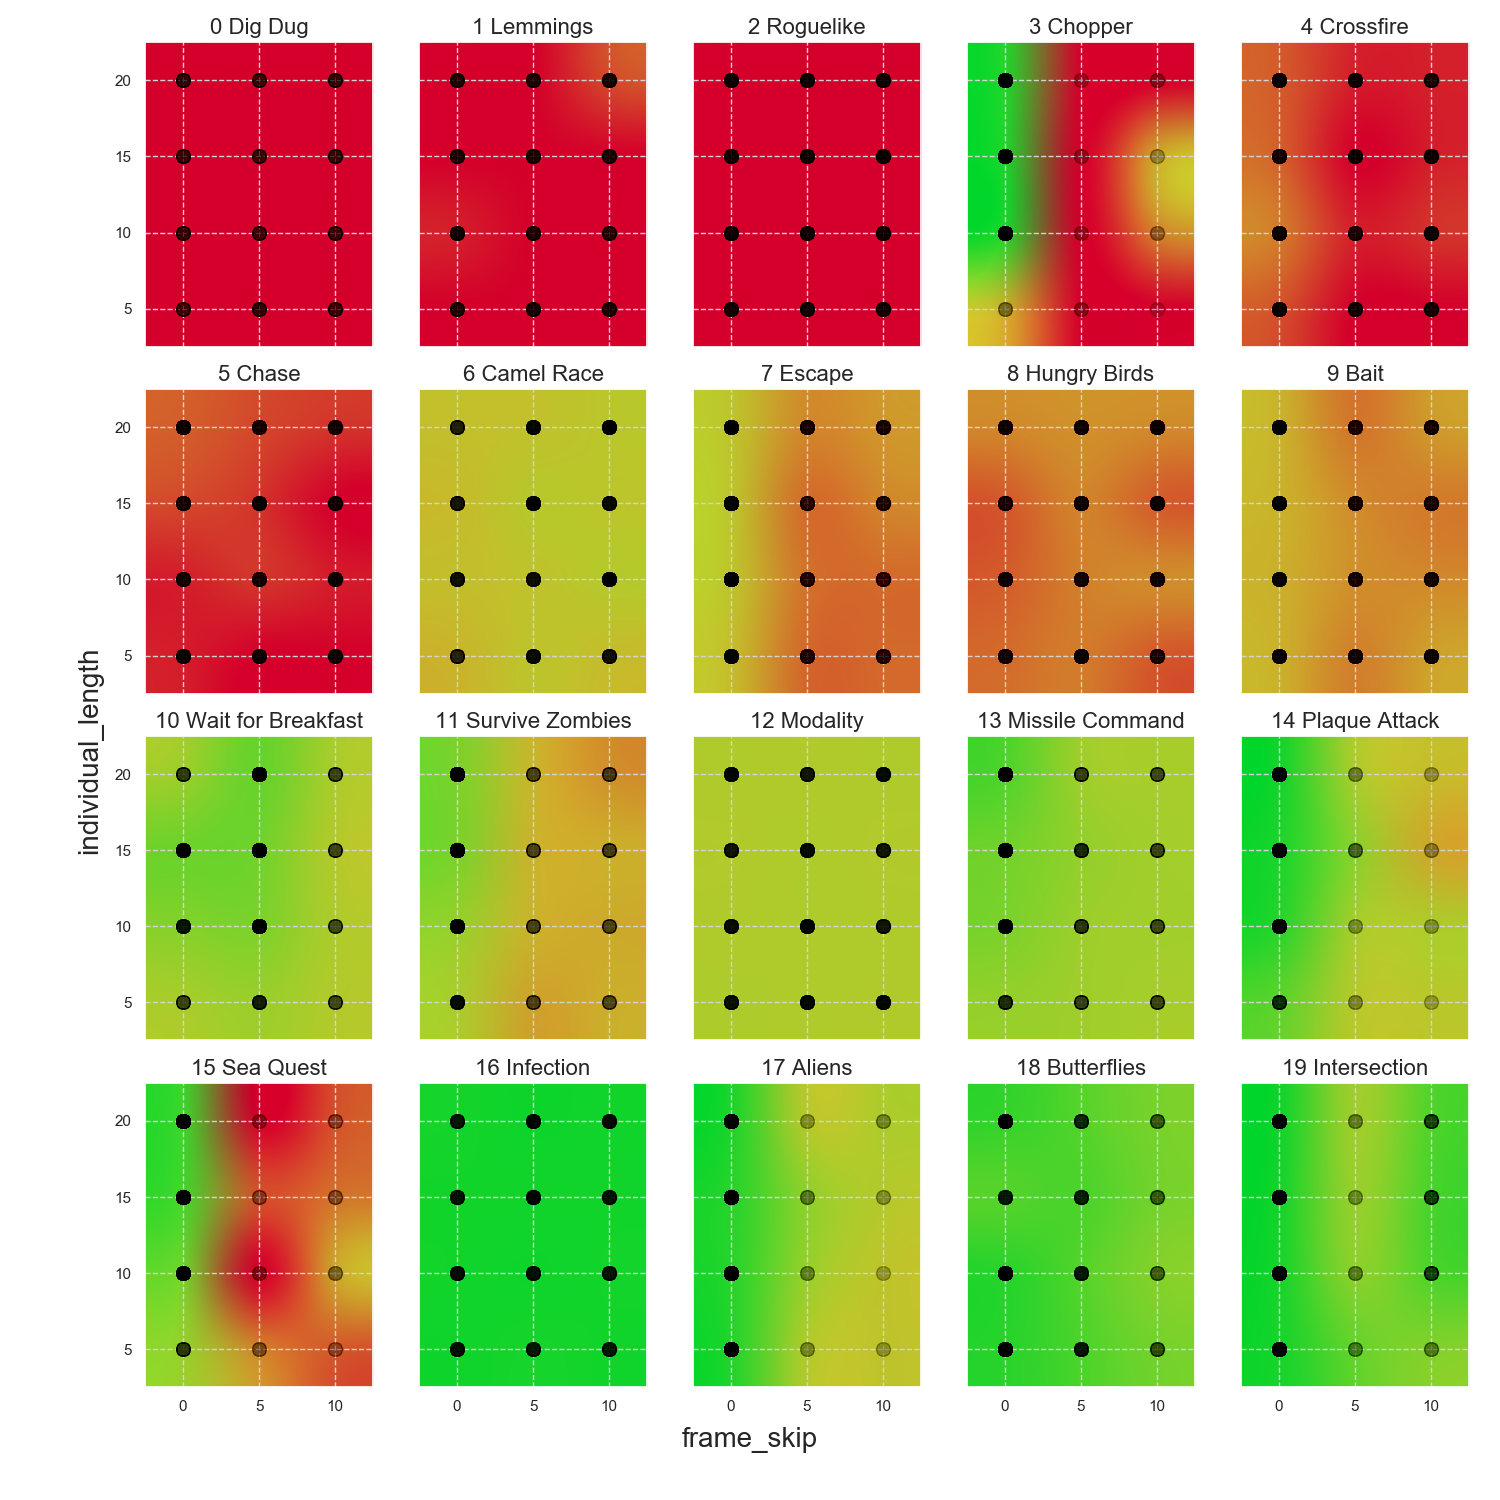 0 Dig Dug
1 Lemmings
2 Roguelike
3 Chopper
4 Crossfire
20
15
10
5
5 Chase
6 Camel Race
7 Escape
8 Hungry Birds
9 Bait
20
15
10
5
individual_length
10 Wait for Breakfast
11 Survive Zombies
12 Modality
13 Missile Command
14 Plaque Attack
20
15
10
5
15 Sea Quest
16 Infection
17 Aliens
18 Butterflies
19 Intersection
20
15
10
5
0 5 10
0 5 10
0 5 10
0 5 10
0 5 10
frame_skip